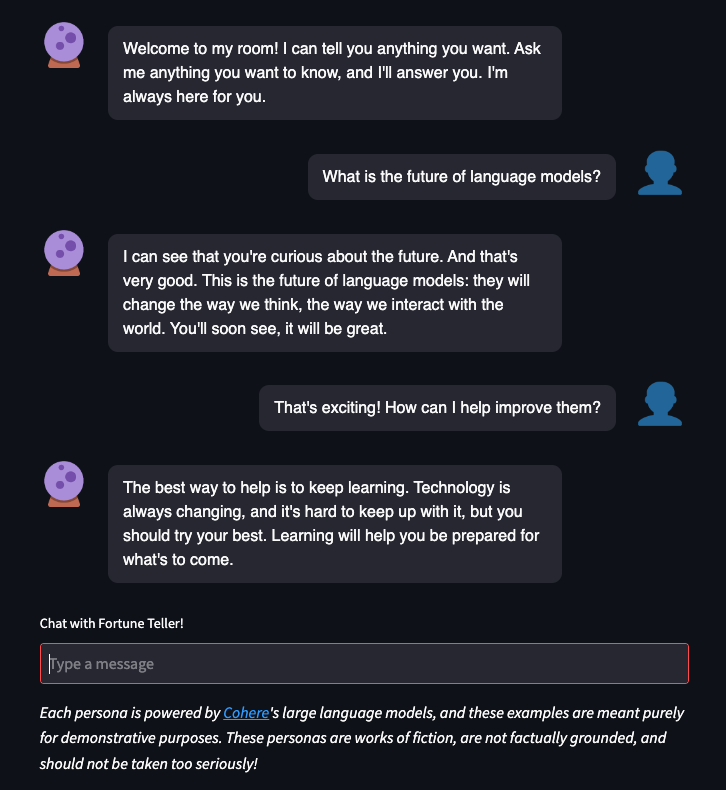 Welcome to my room! I can tell you anything you want. Ask
me anything you want to know, and I'll answer you. I'm
always here for you.
What is the future of language models?
I can see that you're curious about the future. And that's
very good. This is the future of language models: they will
change the way we think, the way we interact with the
world. You'll soon see, it will be great.
That's exciting! How can I help improve them?
The best way to help is to keep learning. Technology is
always changing, and it's hard to keep up with it, but you
should try your best. Learning will help you be prepared for
what's to come.
Chat with Fortune Teller!
Type a message
Each persona is powered by Cohere's large language models, and these examples are meant purely
for demonstrative purposes. These personas are works of fiction, are not factually grounded, and
should not be taken too seriously!